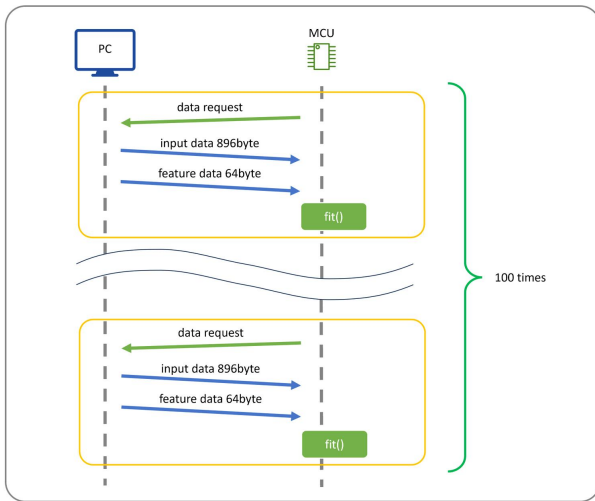 PC
MCU
data request
input data 896byte
feature data 64byte
fit()
100 times
data request
input data 896byte
feature data 64byte
fit()